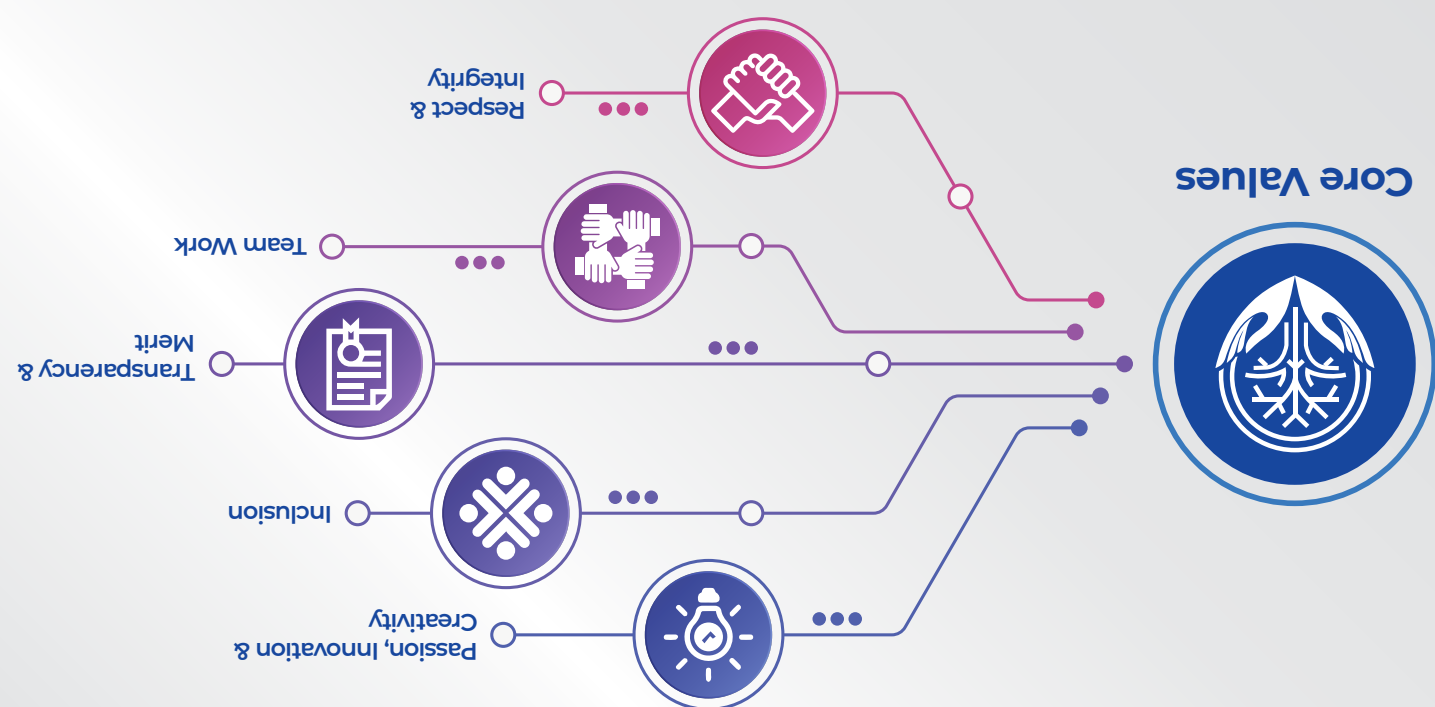 Core Values
Passion, Innovation &
Creativity
Inclusion
Transparency &
Merit
Team Work
Respect &
Integrity